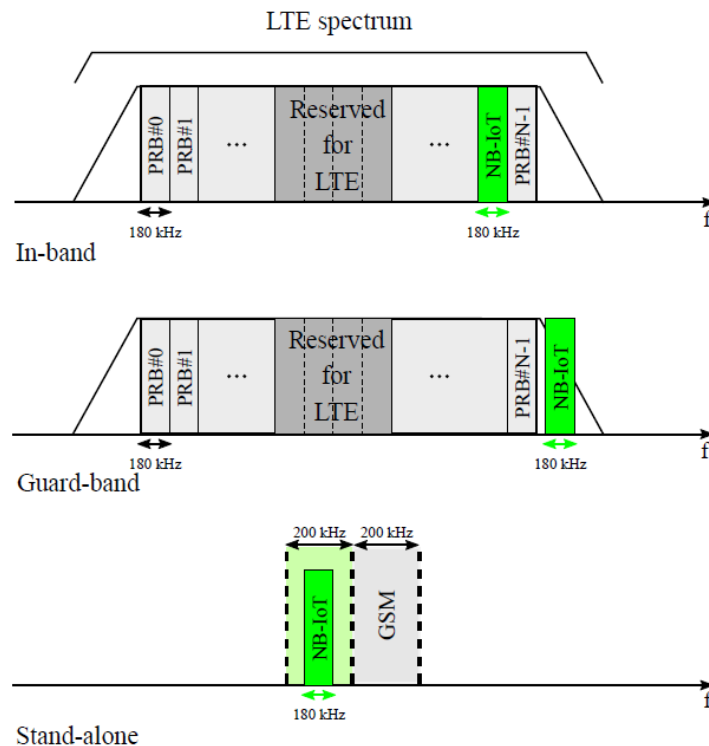 LTE spectrum
PRB#0
PRB#1
...
Reserved
for
LTE
...
NB-IoT
PRB#N-1
f
180 kHz
180 kHz
In-band
PRB#0
PRB#1
...
Reserved
for
LTE
...
PRB#N-1
NB-IoT
f
180 kHz
180 kHz
Guard-band
200 kHz
200 kHz
NB-IoT
GSM
f
180 kHz
Stand-alone